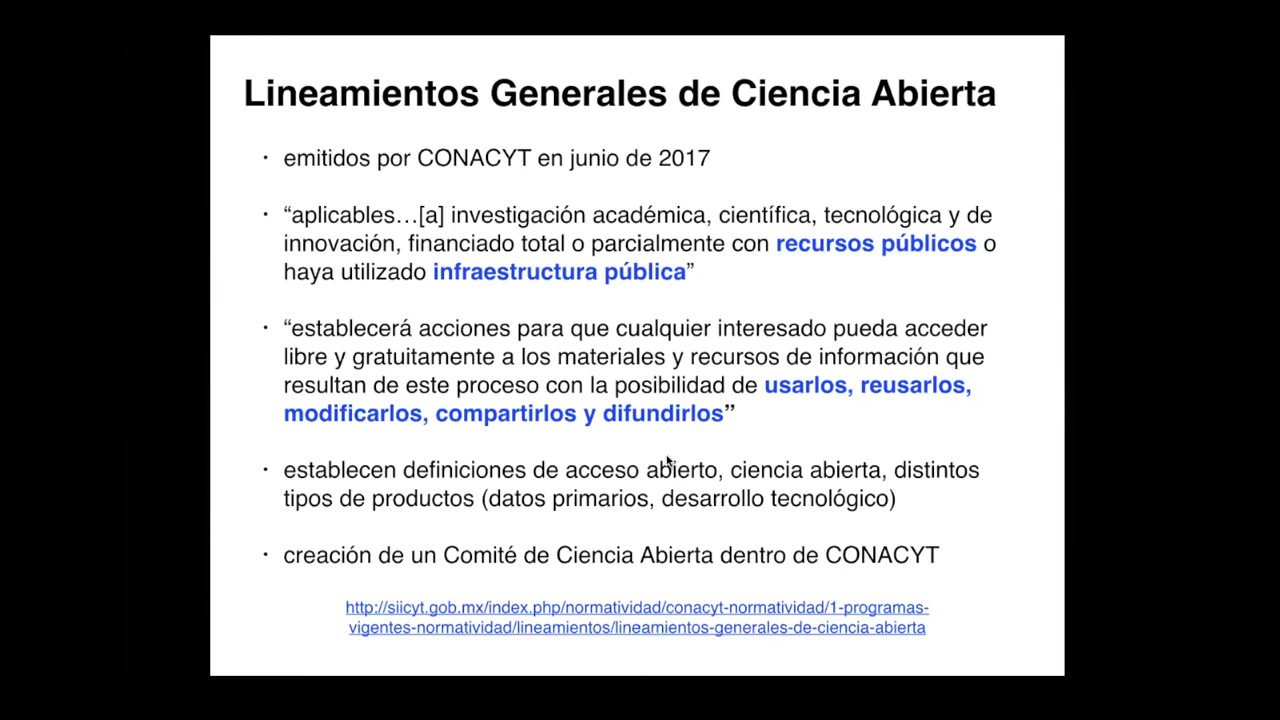 Lineamientos Generales de Ciencia Abierta
· emitidos por CONACYT en junio de 2017
· “aplicables…[a] investigación académica, científica, tecnológica y de
innovación, financiado total o parcialmente con recursos públicos o
haya utilizado infraestructura pública”
· “establecerá acciones para que cualquier interesado pueda acceder
libre y gratuitamente a los materiales y recursos de información que
resultan de este proceso con la posibilidad de usarlos, reusarlos,
modificarlos, compartirlos y difundirlos”
· establecen definiciones de acceso abierto, ciencia abierta, distintos
tipos de productos (datos primarios, desarrollo tecnológico)
· creación de un Comité de Ciencia Abierta dentro de CONACYT
http://siicyt.gob.mx/index.php/normatividad/conacyt-normatividad/1-programas-
vigentes-normatividad/lineamientos/lineamientos-generales-de-ciencia-abierta